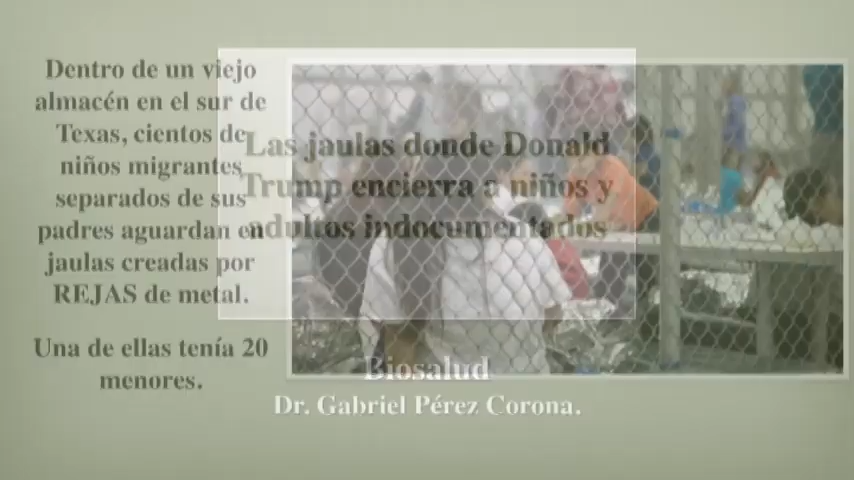 Dentro de un viejo
almacén en el sur de
Texas, cientos de
niños migrantes
separados de sus
padres aguardan en
jaulas creadas por
REJAS de metal.
Una de ellas tenía 20
menores.
Las jaulas donde Donald
Trump encierra a niños y
adultos indocumentados
Biosalud
Dr. Gabriel Pérez Corona.